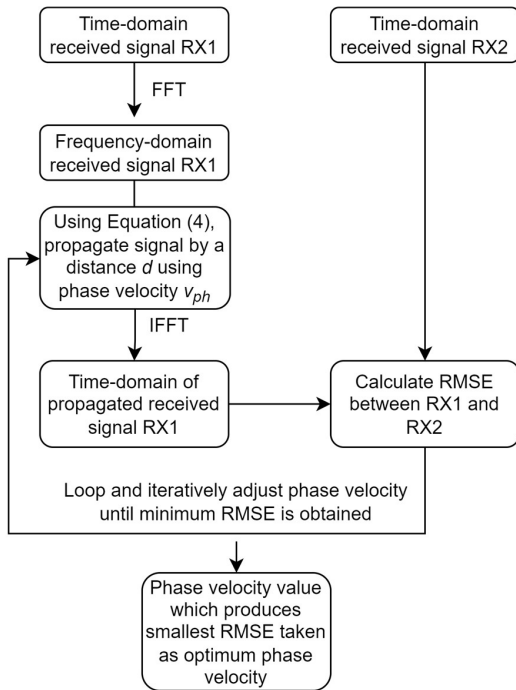 Time-domain
received signal RX1
Time-domain
received signal RX2
FFT
Frequency-domain
received signal RX1
Using Equation (4),
propagate signal by a
distance d using
phase velocity vph
IFFT
Time-domain of
propagated received
signal RX1
Calculate RMSE
between RX1 and
RX2
Loop and iteratively adjust phase velocity
until minimum RMSE is obtained
Phase velocity value
which produces
smallest RMSE taken
as optimum phase
velocity